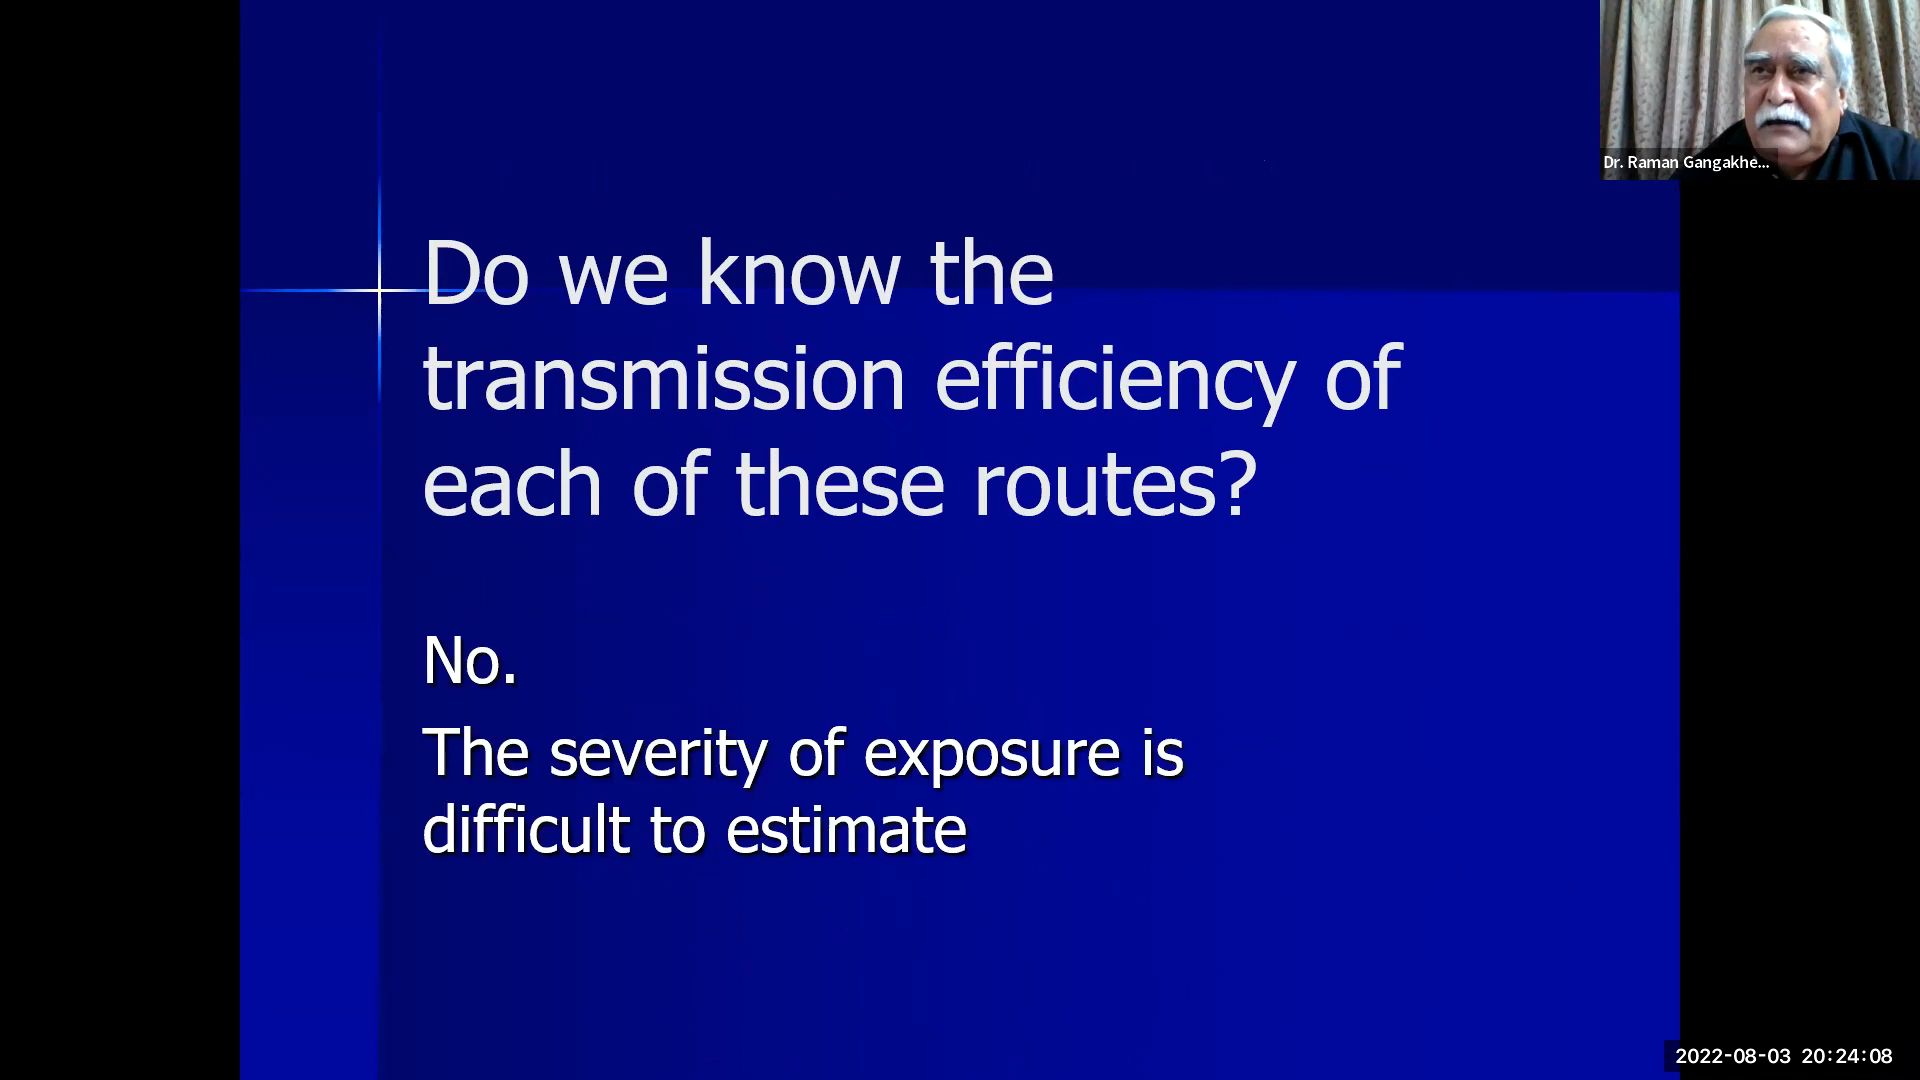 Do we know the
transmission efficiency of
each of these routes?
No.
The severity of exposure is
difficult to estimate
Dr. Raman Gangakhe...
2022-08-03 20:24:08